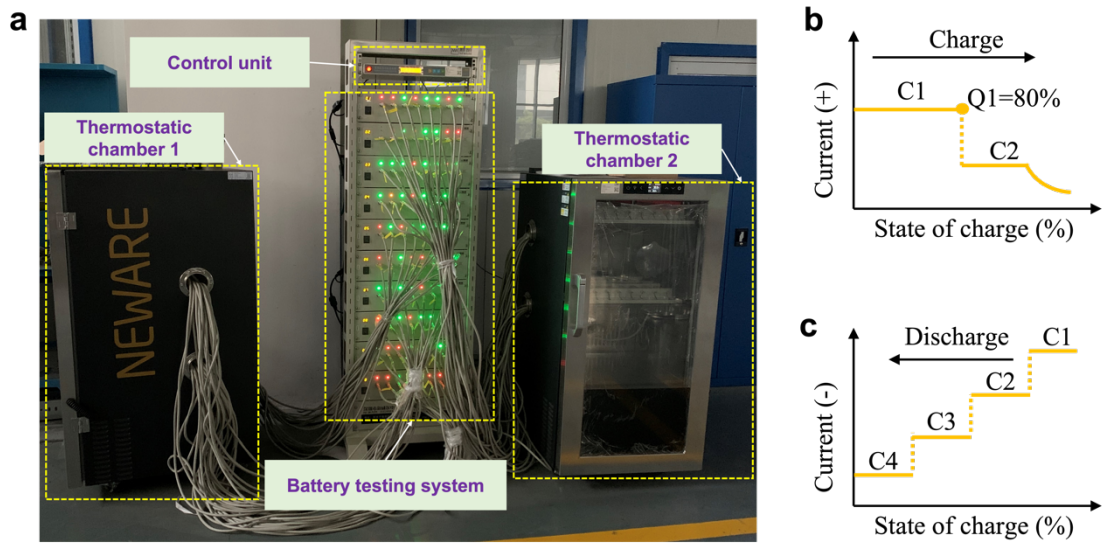 a
Control unit
Thermostatic
chamber 1
Thermostatic
chamber 2
NEWARE
Battery testing system
b
Charge
C1
Q1=80%
C2
Current (+)
State of charge (%)
c
Discharge
C1
C2
C3
C4
Current (-)
State of charge (%)